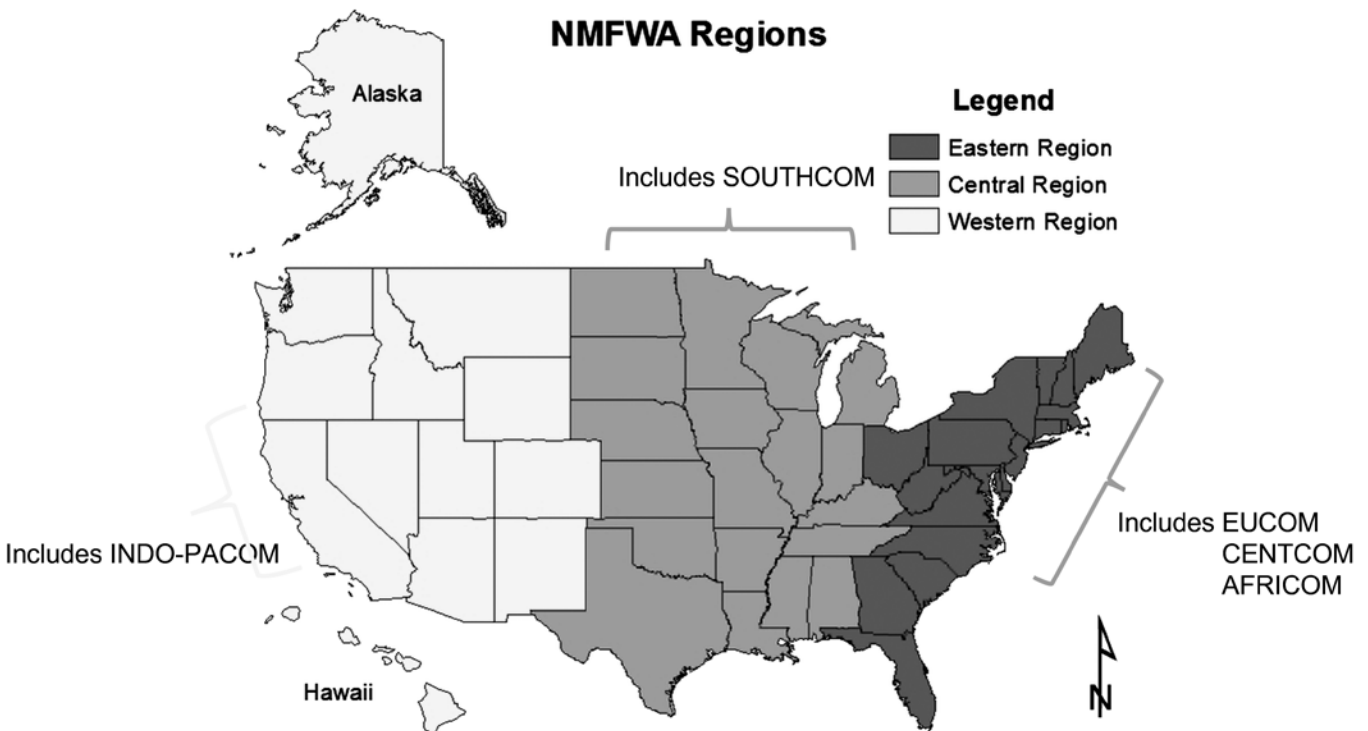 NMFWA Regions
Alaska
Legend
Eastern Region
Central Region
Western Region
Includes SOUTHCOM
Includes INDO-PACOM
Includes EUCOM
CENTCOM
AFRICOM
Hawaii
N